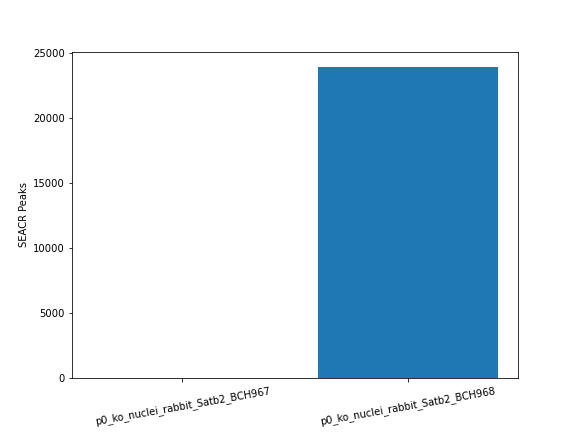 25000
20000
15000
10000
5000
0
SEACR Peaks
p0_ko_nuclei_rabbit_Satb2_BCH967
p0_ko_nuclei_rabbit_Satb2_BCH968